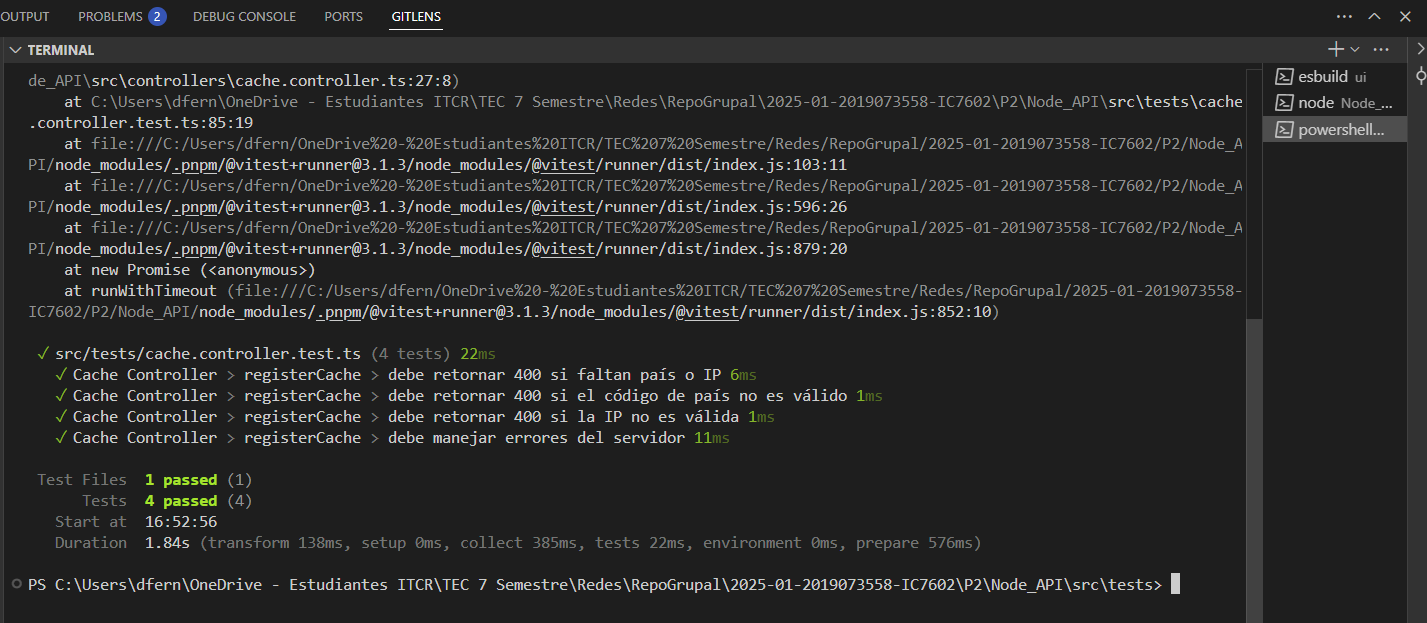 OUTPUT PROBLEMS 2 DEBUG CONSOLE PORTS GITLENS
TERMINAL
de_API\src\controllers\cache.controller.ts:27:8)
    at C:\Users\dfern\OneDrive - Estudiantes ITCR\TEC 7 Semestre\Redes\RepoGrupal\2025-01-2019073558-IC7602\P2\Node_API\src\tests\cache
.controller.test.ts:85:19
    at file:///C:/Users/dfern/OneDrive%20-%20Estudiantes%20ITCR/TEC%207%20Semestre/Redes/RepoGrupal/2025-01-2019073558-IC7602/P2/Node_A
PI/node_modules/.pnpm/@vitest+runner@3.1.3/node_modules/@vitest/runner/dist/index.js:103:11
    at file:///C:/Users/dfern/OneDrive%20-%20Estudiantes%20ITCR/TEC%207%20Semestre/Redes/RepoGrupal/2025-01-2019073558-IC7602/P2/Node_A
PI/node_modules/.pnpm/@vitest+runner@3.1.3/node_modules/@vitest/runner/dist/index.js:596:26
    at file:///C:/Users/dfern/OneDrive%20-%20Estudiantes%20ITCR/TEC%207%20Semestre/Redes/RepoGrupal/2025-01-2019073558-IC7602/P2/Node_A
PI/node_modules/.pnpm/@vitest+runner@3.1.3/node_modules/@vitest/runner/dist/index.js:879:20
    at new Promise (<anonymous>)
    at runWithTimeout (file:///C:/Users/dfern/OneDrive%20-%20Estudiantes%20ITCR/TEC%207%20Semestre/Redes/RepoGrupal/2025-01-2019073558-
IC7602/P2/Node_API/node_modules/.pnpm/@vitest+runner@3.1.3/node_modules/@vitest/runner/dist/index.js:852:10)
✓ src/tests/cache.controller.test.ts (4 tests) 22ms
✓ Cache Controller > registerCache > debe retornar 400 si faltan país o IP 6ms
✓ Cache Controller > registerCache > debe retornar 400 si el código de país no es válido 1ms
✓ Cache Controller > registerCache > debe retornar 400 si la IP no es válida 1ms
✓ Cache Controller > registerCache > debe manejar errores del servidor 11ms
Test Files 1 passed (1)
Tests 4 passed (4)
Start at 16:52:56
Duration 1.84s (transform 138ms, setup 0ms, collect 385ms, tests 22ms, environment 0ms, prepare 576ms)
PS C:\Users\dfern\OneDrive - Estudiantes ITCR\TEC 7 Semestre\Redes\RepoGrupal\2025-01-2019073558-IC7602\P2\Node_API\src\tests>
esbuild ui
node Node_...
powershell...